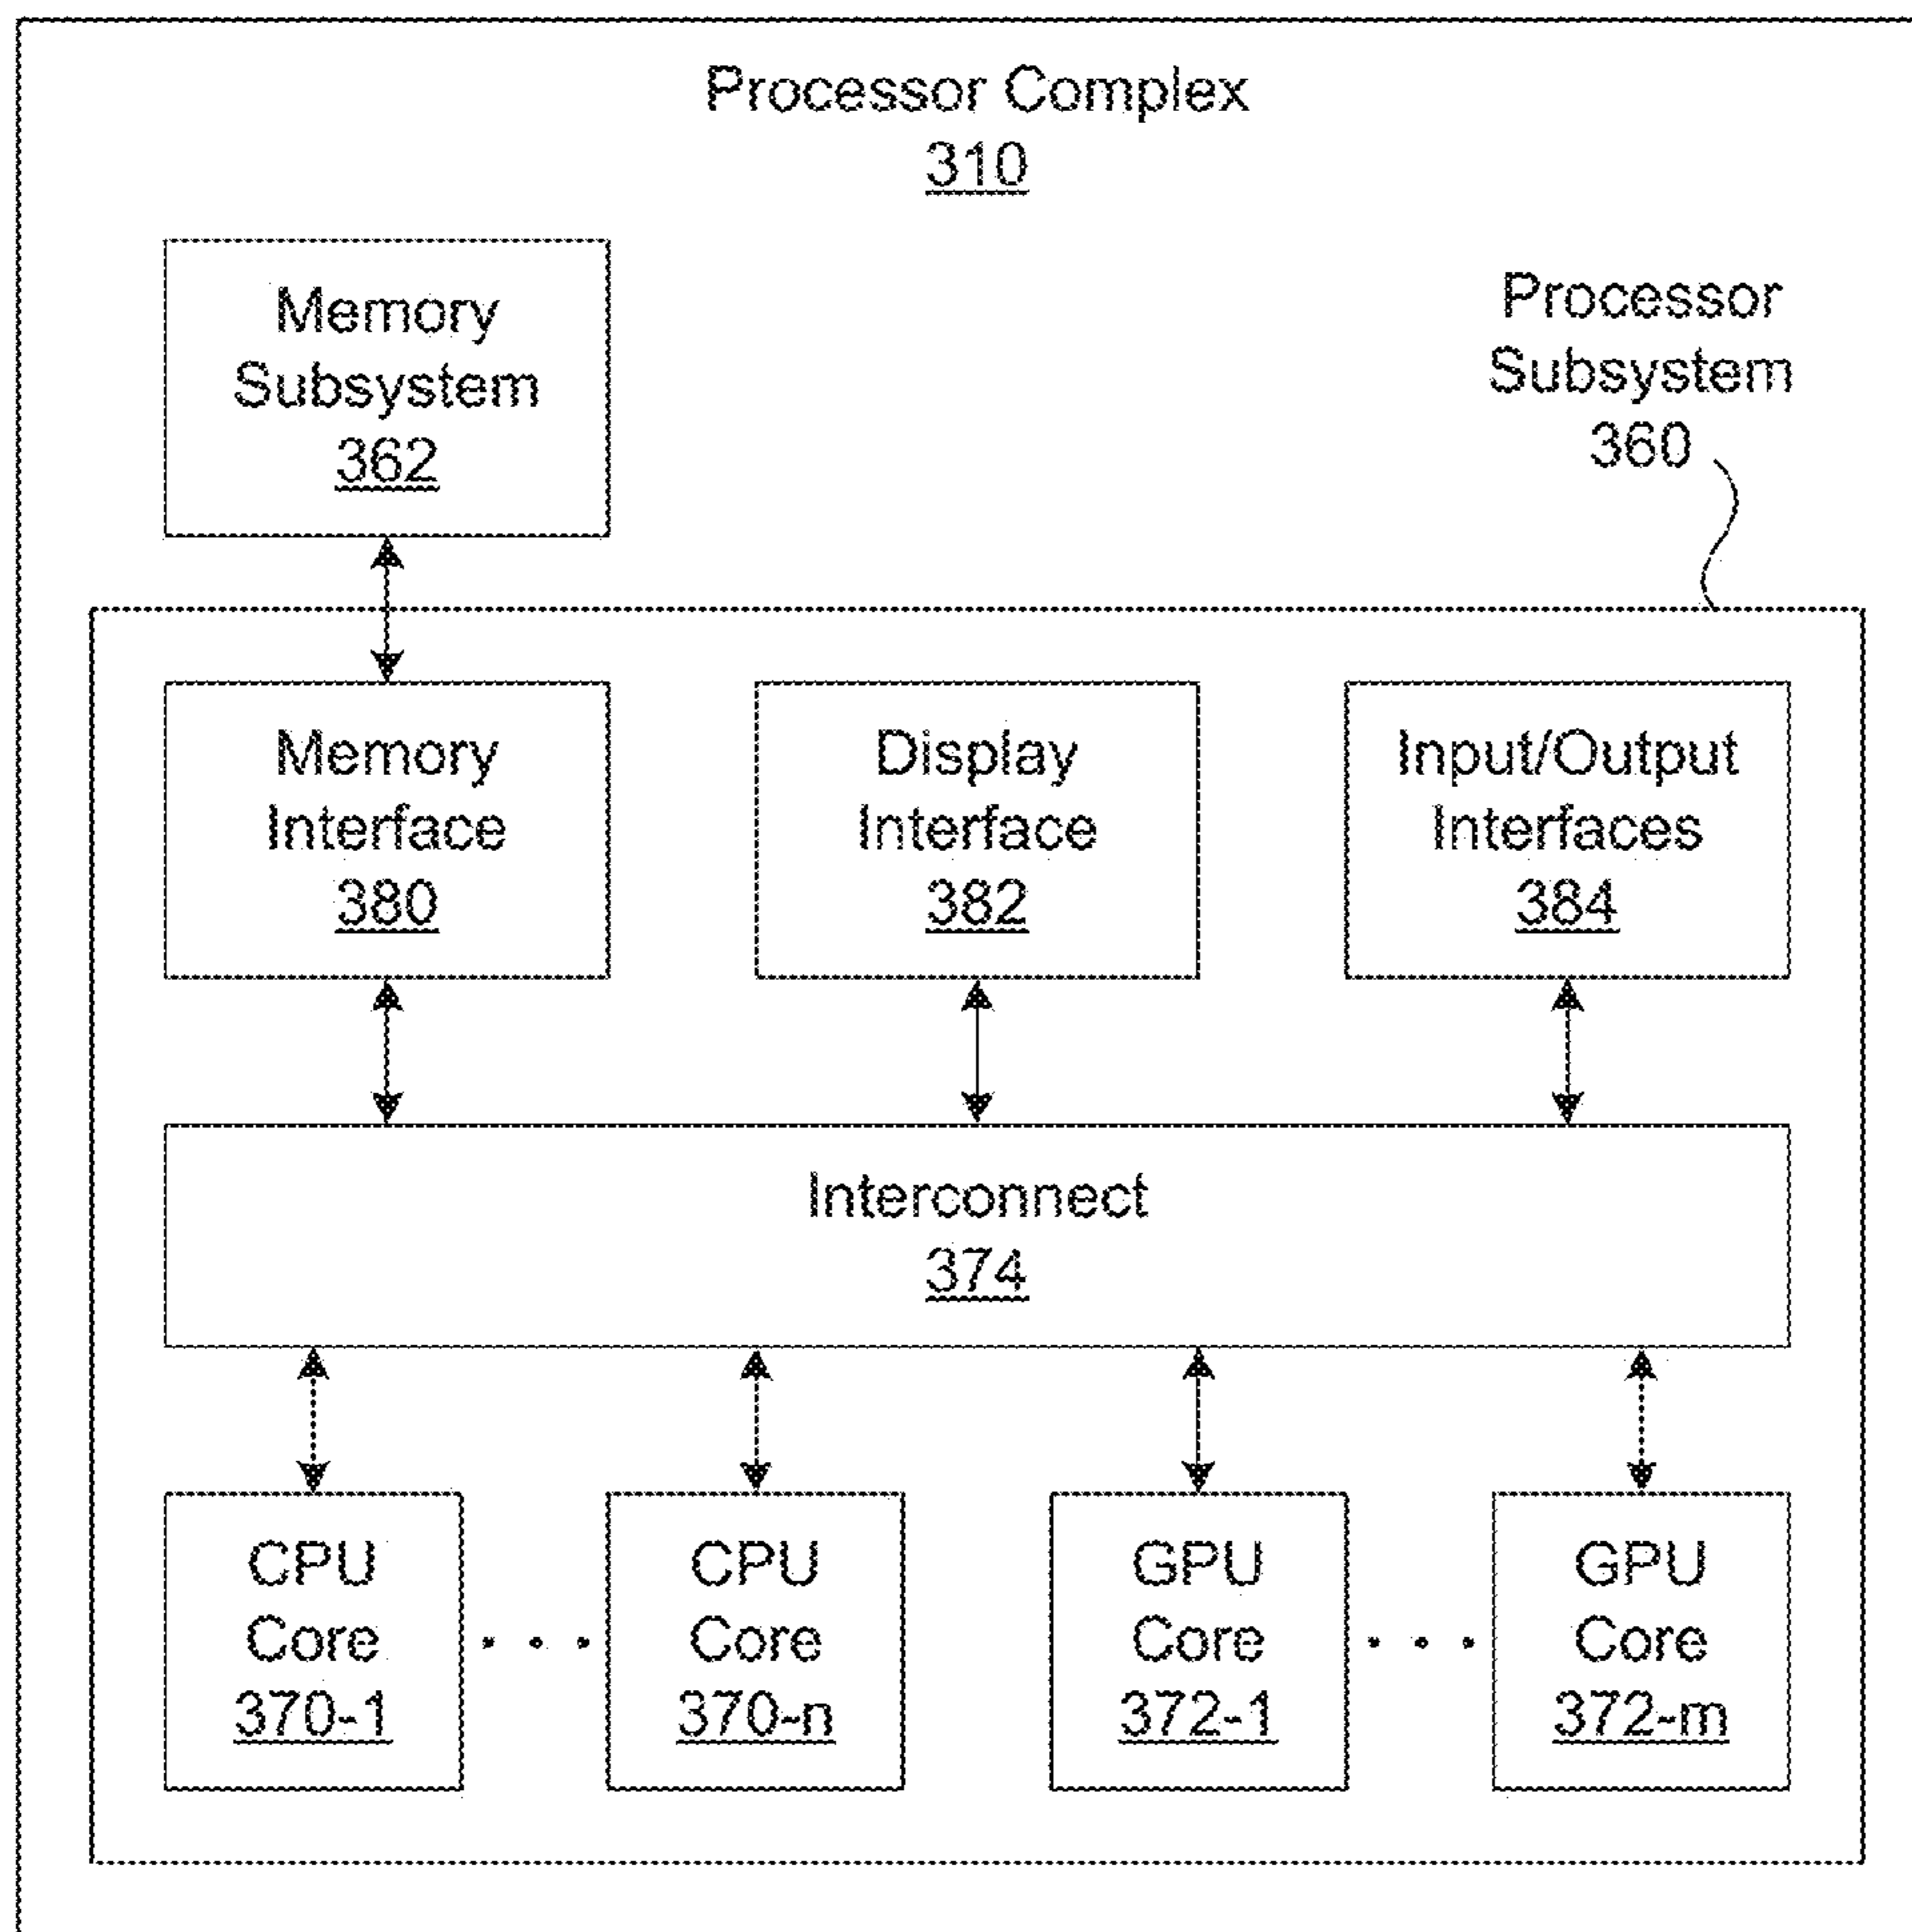 Processor Complex
310
Memory
Subsystem
362
Processor
Subsystem
360
Memory
Interface
380
Display
Interface
382
Input/Output
Interfaces
384
Interconnect
374
CPU
Core
370-1
. . .
CPU
Core
370-n
GPU
Core
372-1
. . .
GPU
Core
372-m